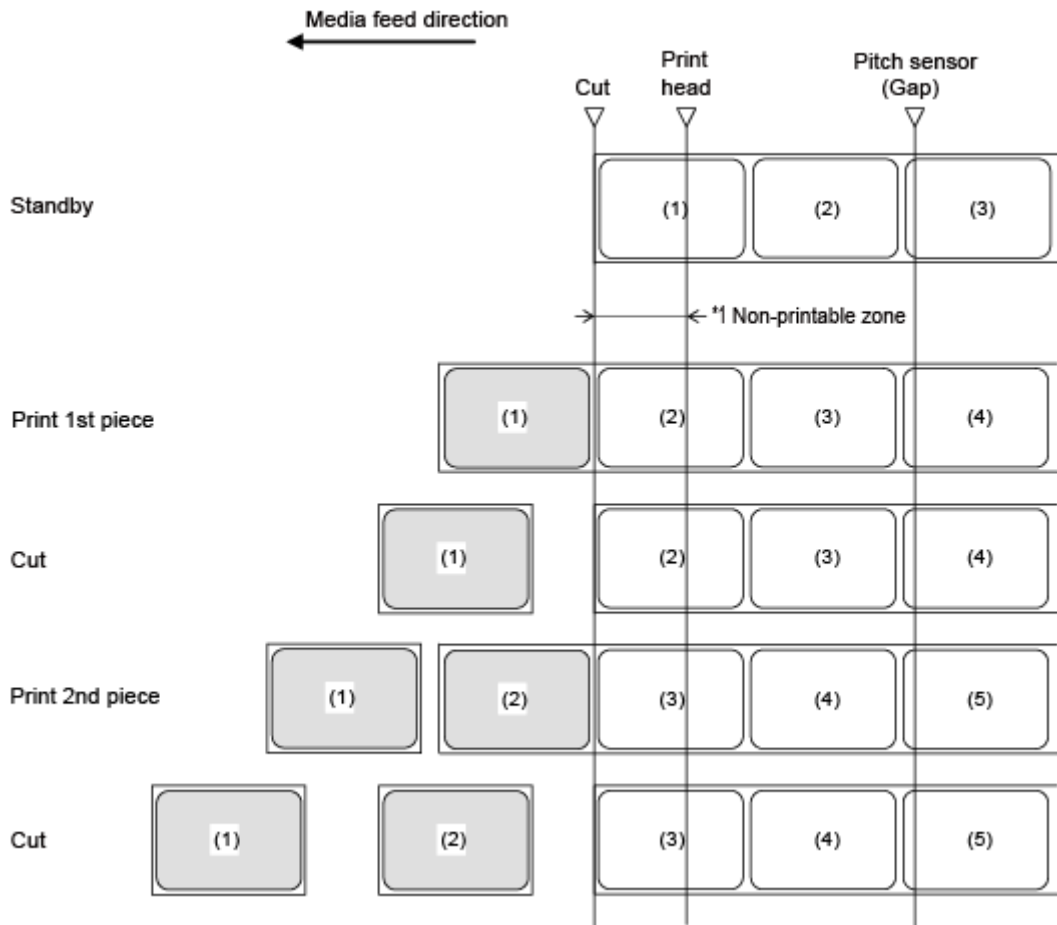 Media feed direction
Cut
Print
head
Pitch sensor
(Gap)
Standby
(1)
(2)
(3)
*1 Non-printable zone
Print 1st piece
(1)
(2)
(3)
(4)
Cut
(1)
(2)
(3)
(4)
Print 2nd piece
(1)
(2)
(3)
(4)
(5)
Cut
(1)
(2)
(3)
(4)
(5)